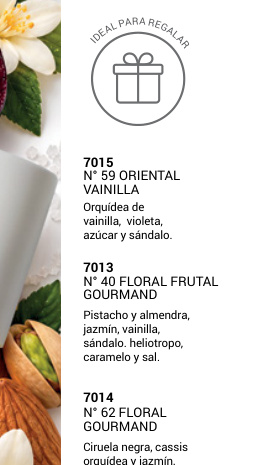 IDEAL PARA REGALAR
7015
N° 59 ORIENTAL
VAINILLA
Orquídea de
vainilla, violeta,
azúcar y sándalo.
7013
N° 40 FLORAL FRUTAL
GOURMAND
Pistacho y almendra,
jazmín, vainilla,
sándalo. heliotropo,
caramelo y sal.
7014
N° 62 FLORAL
GOURMAND
Ciruela negra, cassis
orquídea y jazmín.